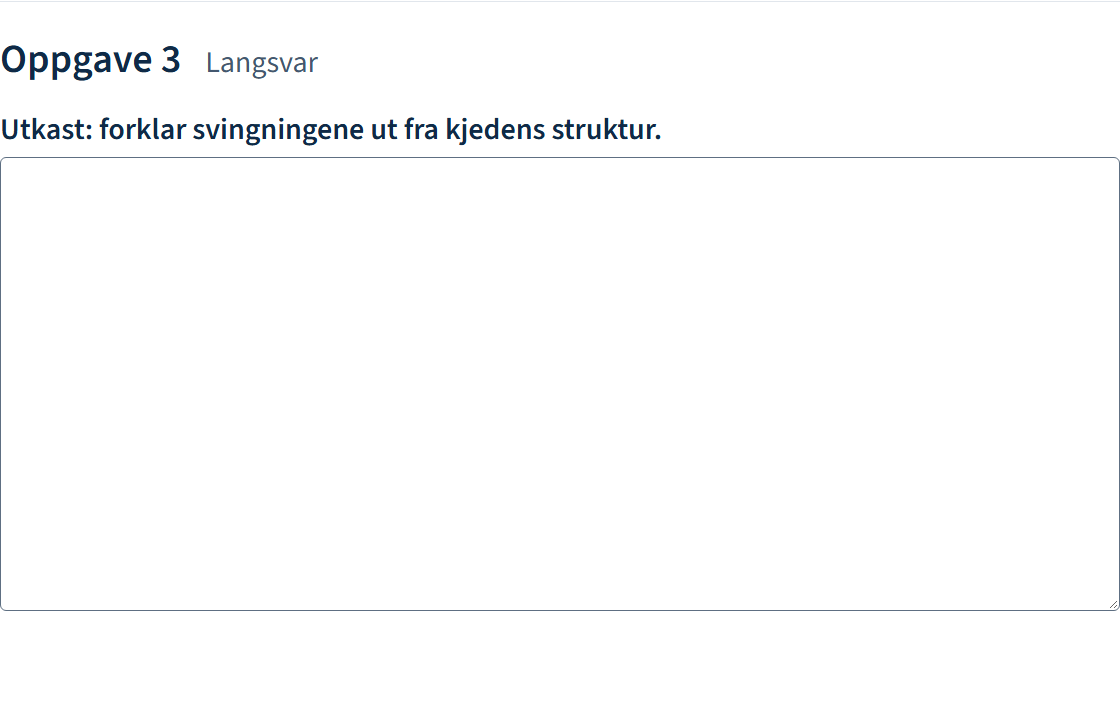 Oppgave 3 Langsvar
Utkast: forklar svingningene ut fra kjedens struktur.